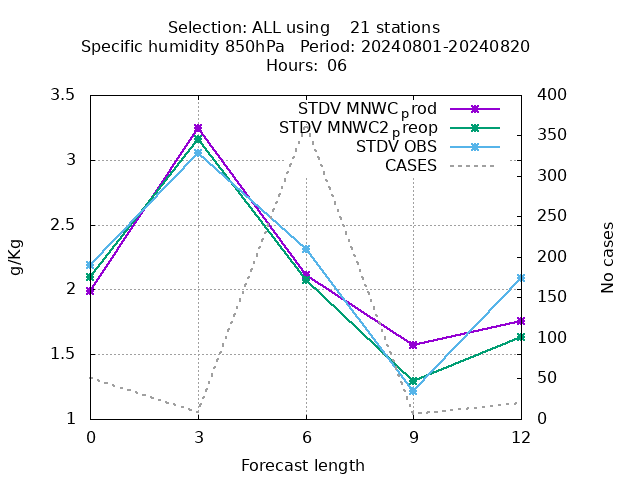 Selection: ALL using 21 stations
Specific humidity 850hPa Period: 20240801-20240820
Hours: 06
STDV MNWC_prod
STDV MNWC2_preop
STDV OBS
CASES
3.5
3
2.5
2
1.5
1
g/Kg
400
350
300
250
200
150
100
50
0
No cases
0 3 6 9 12
Forecast length